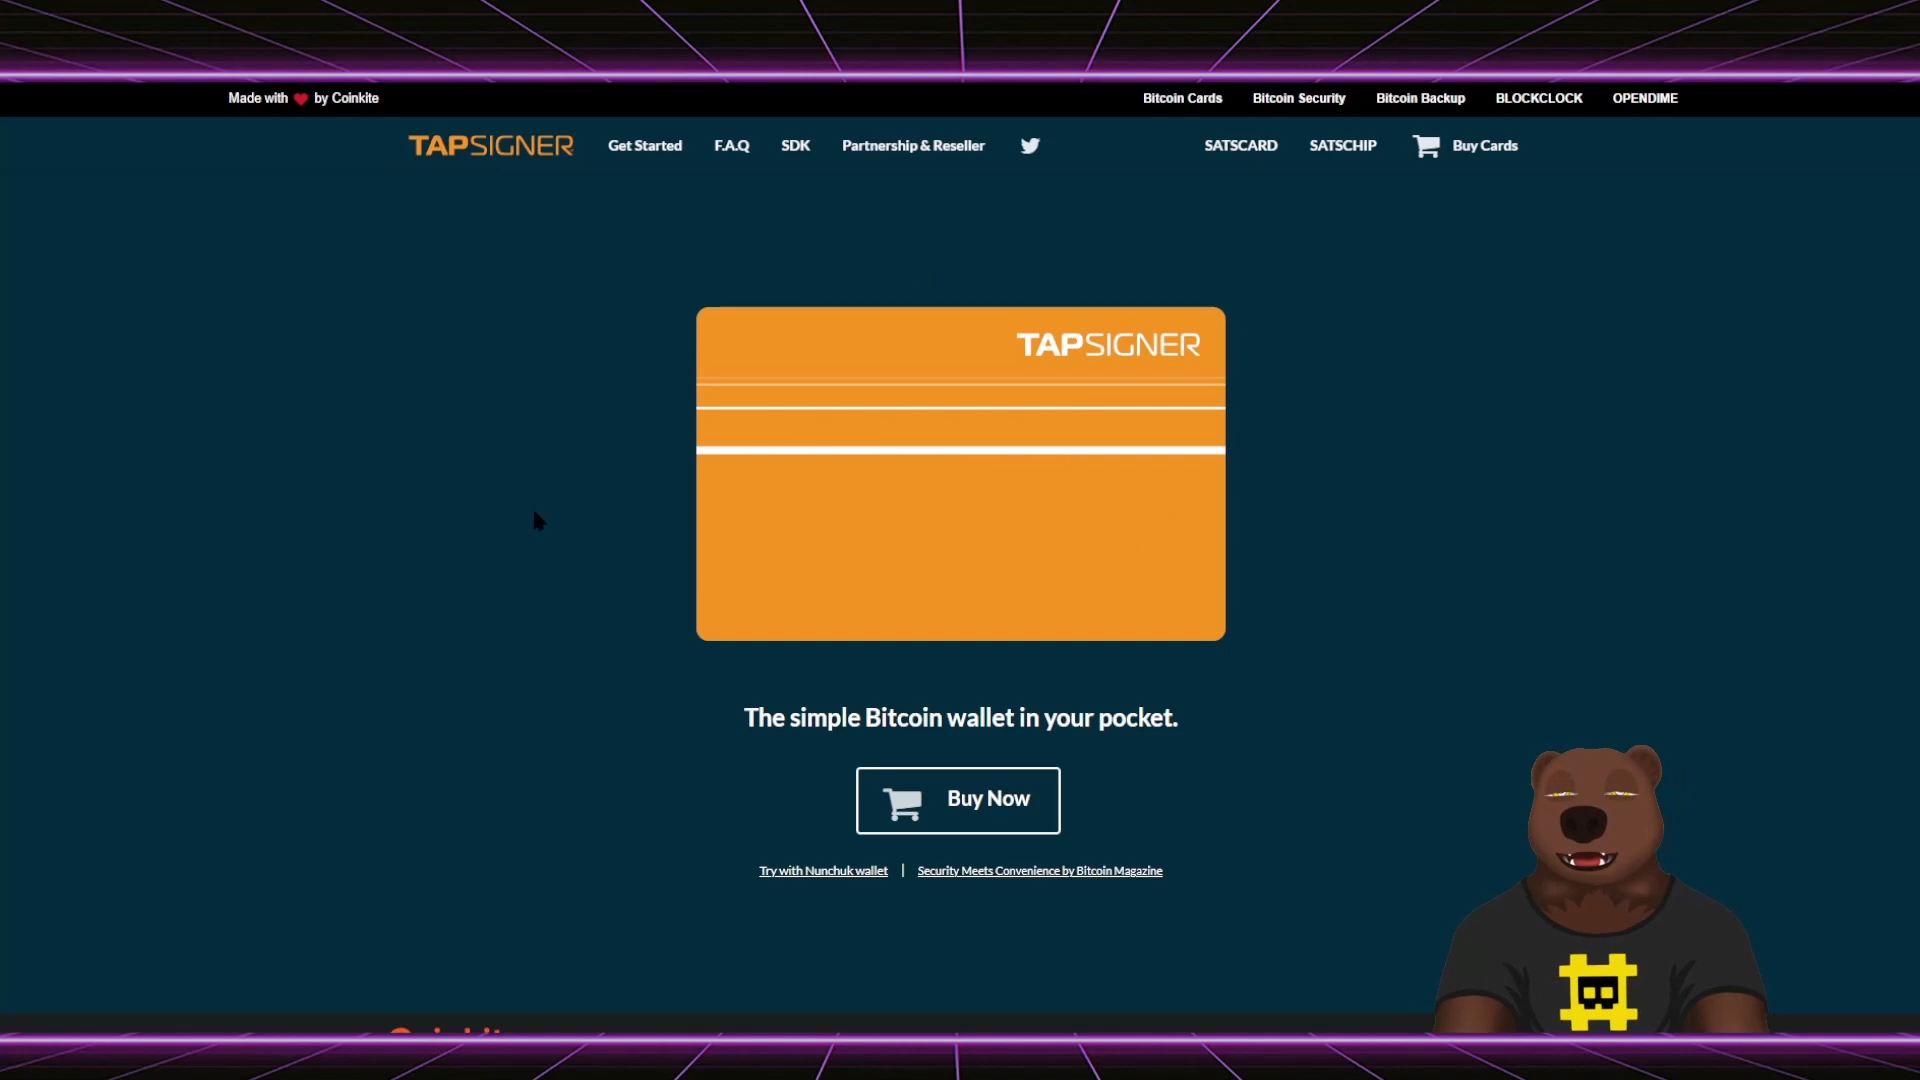 Made with ❤ by Coinkite
Bitcoin Cards Bitcoin Security Bitcoin Backup BLOCKCLOCK OPENDIME
TAPSIGNER Get Started F.A.Q SDK Partnership & Reseller SATSCARD SATSCHIP Buy Cards
TAPSIGNER
The simple Bitcoin wallet in your pocket.
Buy Now
Try with Nunchuk wallet | Security Meets Convenience by Bitcoin Magazine